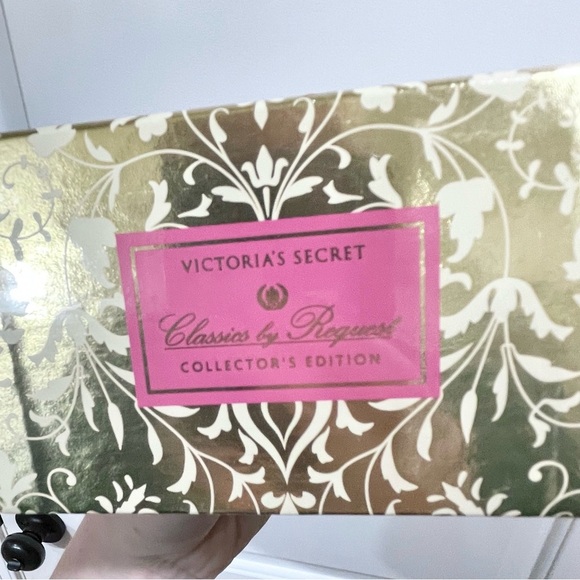 VICTORIA'S SECRET
Classics by Request
COLLECTOR'S EDITION